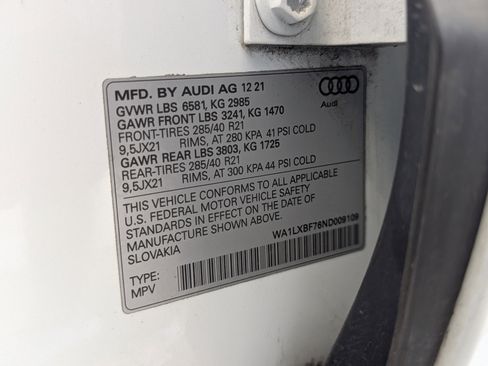 MFD. BY AUDI AG 12 21
GVWR LBS 6581, KG 2985
GAWR FRONT LBS 3241, KG 1470
FRONT-TIRES 285/40 R21
9,5JX21 RIMS, AT 280 KPA 41 PSI COLD
GAWR REAR LBS 3803, KG 1725
REAR-TIRES 285/40 R21
9,5JX21 RIMS, AT 300 KPA 44 PSI COLD
THIS VEHICLE CONFORMS TO ALL APPLICABLE
U.S. FEDERAL MOTOR VEHICLE SAFETY
STANDARDS IN EFFECT ON THE DATE OF
MANUFACTURE SHOWN ABOVE.
SLOVAKIA
Audi
WA1LXBF76ND009109
TYPE:
MPV